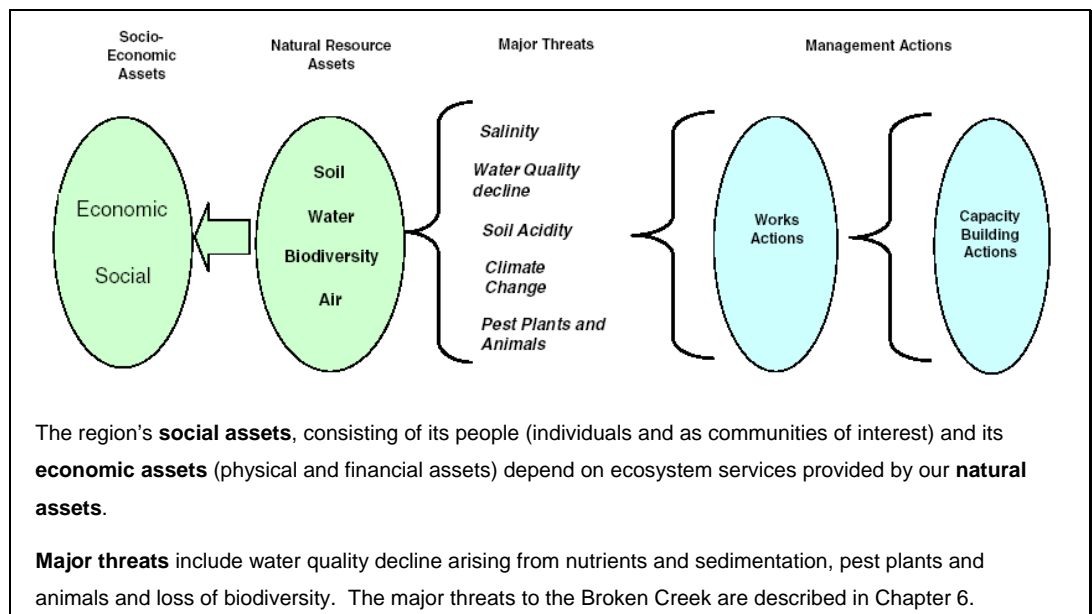 Socio-
Economic
Assets
Natural Resource
Assets
Major Threats
Management Actions
Economic
Social
Soil
Water
Biodiversity
Air
Salinity
Water Quality
decline
Soil Acidity
Climate
Change
Pest Plants and
Animals
Works
Actions
Capacity
Building
Actions
The region's social assets, consisting of its people (individuals and as communities of interest) and its
economic assets (physical and financial assets) depend on ecosystem services provided by our natural
assets.
Major threats include water quality decline arising from nutrients and sedimentation, pest plants and
animals and loss of biodiversity. The major threats to the Broken Creek are described in Chapter 6.